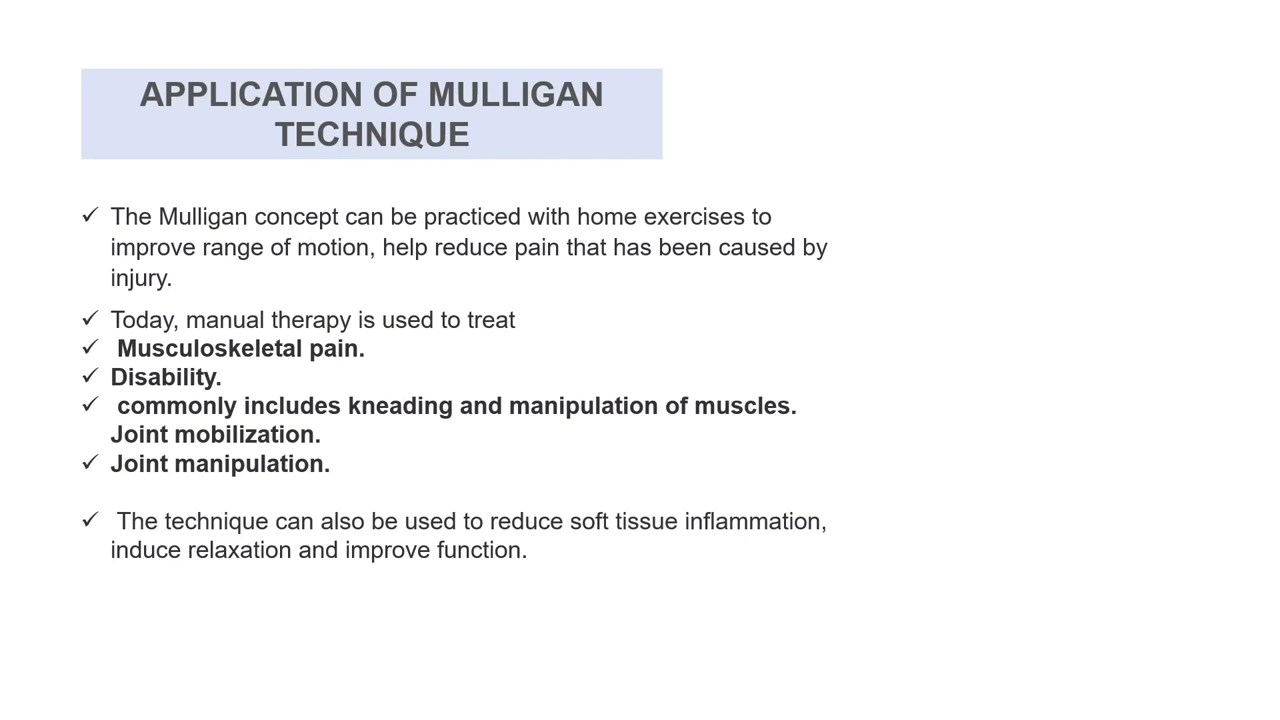 APPLICATION OF MULLIGAN
TECHNIQUE
✓ The Mulligan concept can be practiced with home exercises to
improve range of motion, help reduce pain that has been caused by
injury.
✓ Today, manual therapy is used to treat
✓ Musculoskeletal pain.
✓ Disability.
✓ commonly includes kneading and manipulation of muscles.
Joint mobilization.
✓ Joint manipulation.
✓ The technique can also be used to reduce soft tissue inflammation,
induce relaxation and improve function.